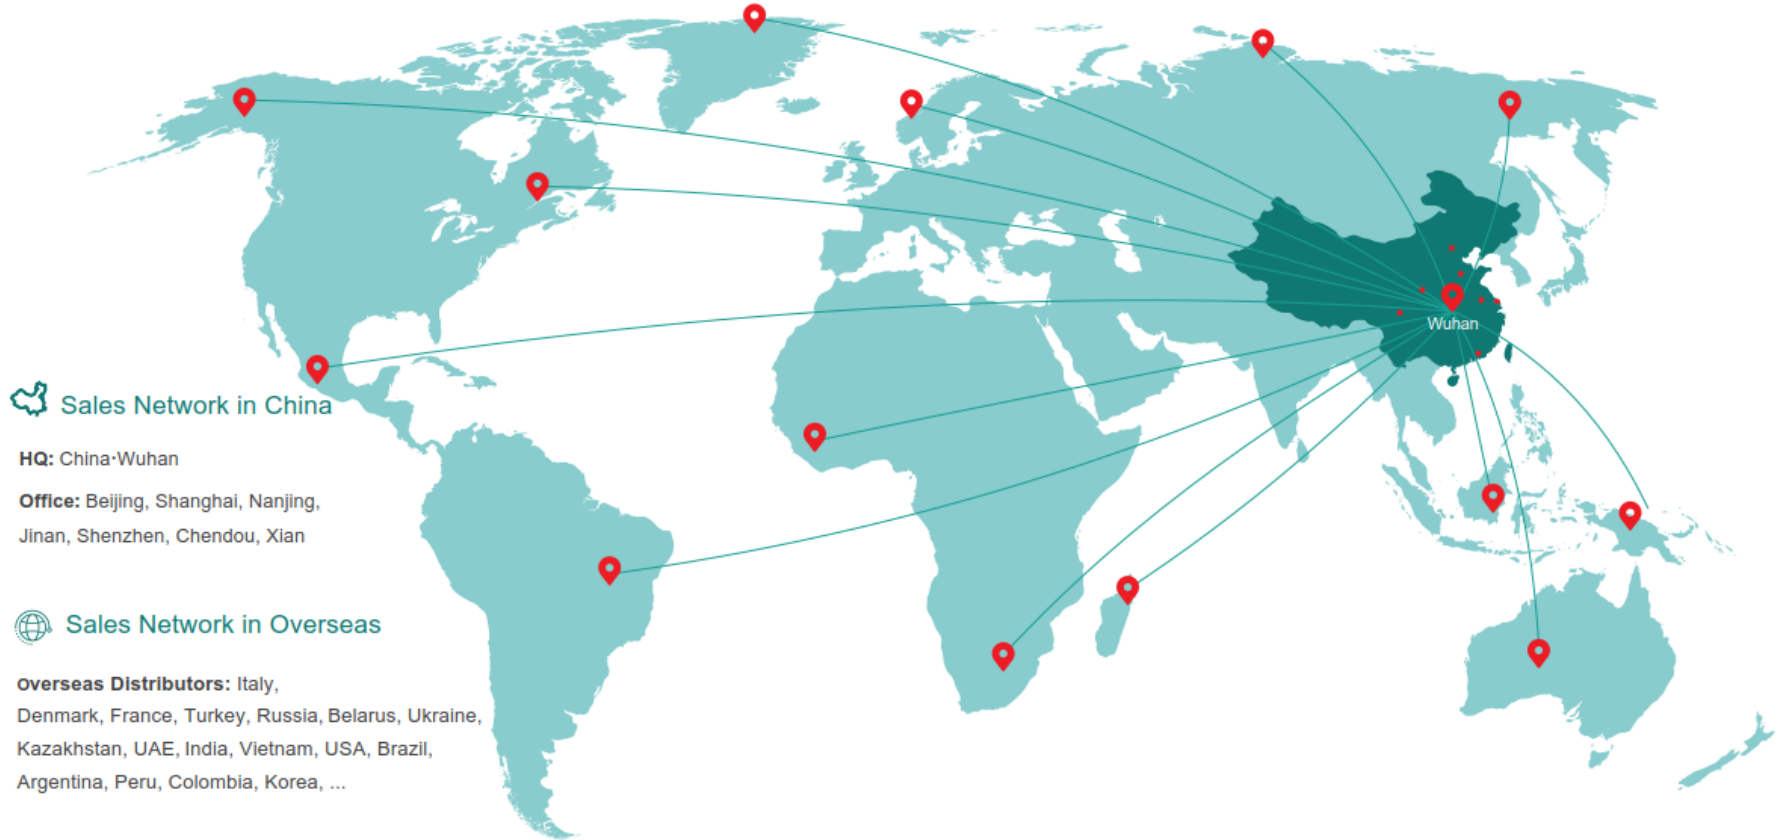 Wuhan
Sales Network in China
HQ: China·Wuhan
Office: Beijing, Shanghai, Nanjing,
Jinan, Shenzhen, Chendou, Xian
Sales Network in Overseas
Overseas Distributors: Italy,
Denmark, France, Turkey, Russia, Belarus, Ukraine,
Kazakhstan, UAE, India, Vietnam, USA, Brazil,
Argentina, Peru, Colombia, Korea, ...